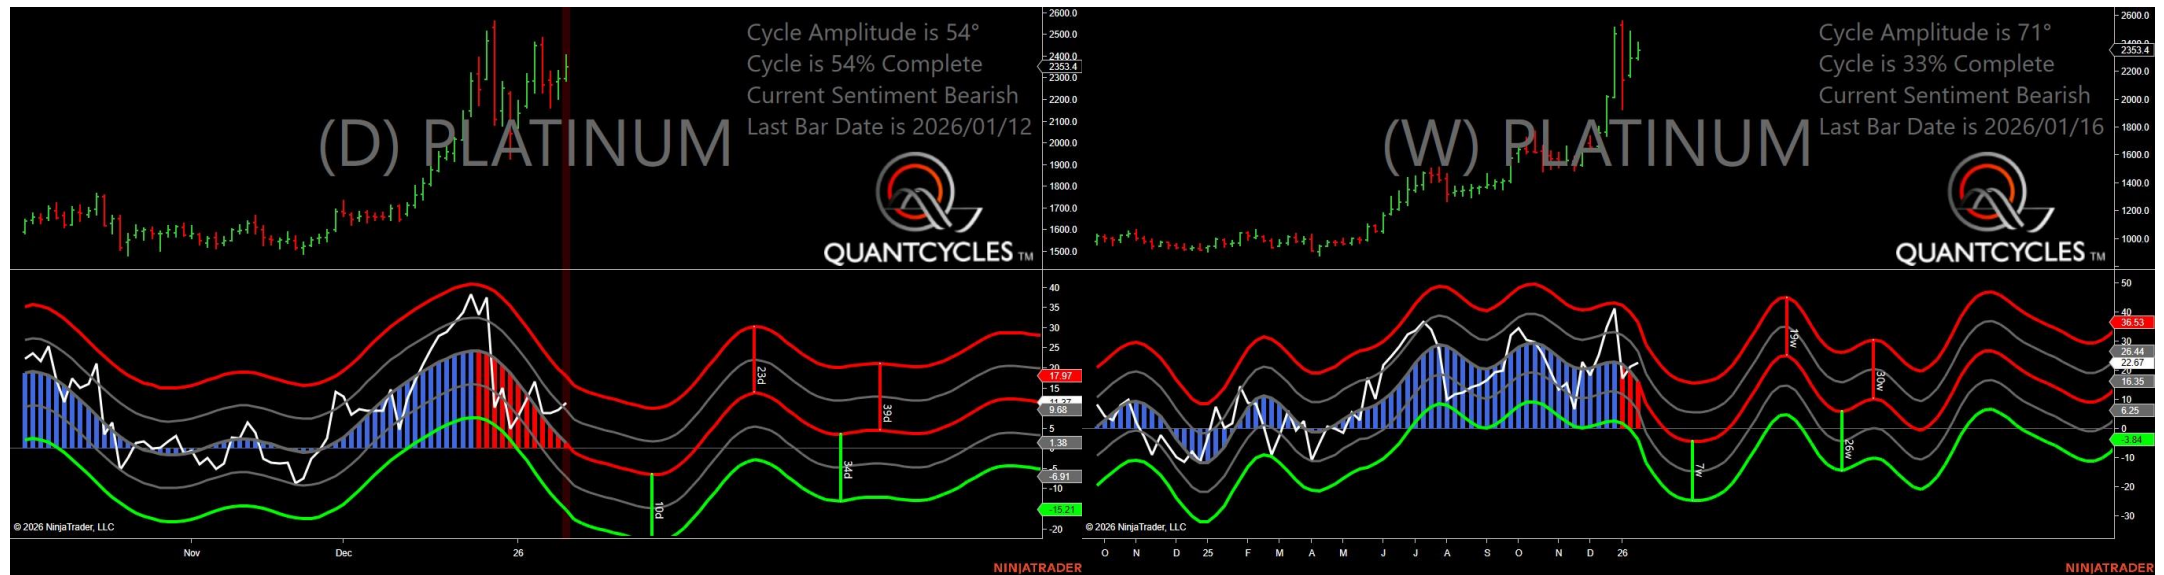 Cycle Amplitude is 54°
Cycle is 54% Complete
Current Sentiment Bearish
Last Bar Date is 2026/01/12
(D) PLATINUM
QUANTCYCLES TM
2600.0
2500.0
2400.0
2353.4
2300.0
2200.0
2100.0
2000.0
1900.0
1800.0
1700.0
1600.0
1500.0
40
35
30
25
20
17.97
15
9.68
5
1.38
0
-5
-6.91
-10
-15.21
-20
23d
39d
34d
10d
© 2026 NinjaTrader, LLC
Nov
Dec
26
NINJATRADER
Cycle Amplitude is 71°
Cycle is 33% Complete
Current Sentiment Bearish
Last Bar Date is 2026/01/16
(W) PLATINUM
QUANTCYCLES TM
2600.0
2353.4
2200.0
2000.0
1800.0
1600.0
1400.0
1200.0
1000.0
50
40
36.53
30
26.44
22.67
20
16.35
10
6.25
0
-3.84
-10
-20
-30
19w
30w
26w
7w
© 2026 NinjaTrader, LLC
O N D 25 F M A M J J A S O N D 26
NINJATRADER